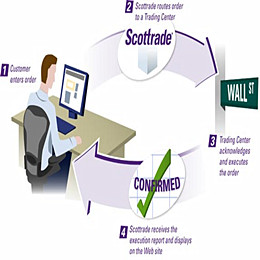 2 Scottrade routes order
to a Trading Center
Scottrade®
1 Customer
enters order
WALL ST
3 Trading Center
acknowledges
and executes
the order
CONFIRMED
4 Scottrade receives the
execution report and displays
on the Web site